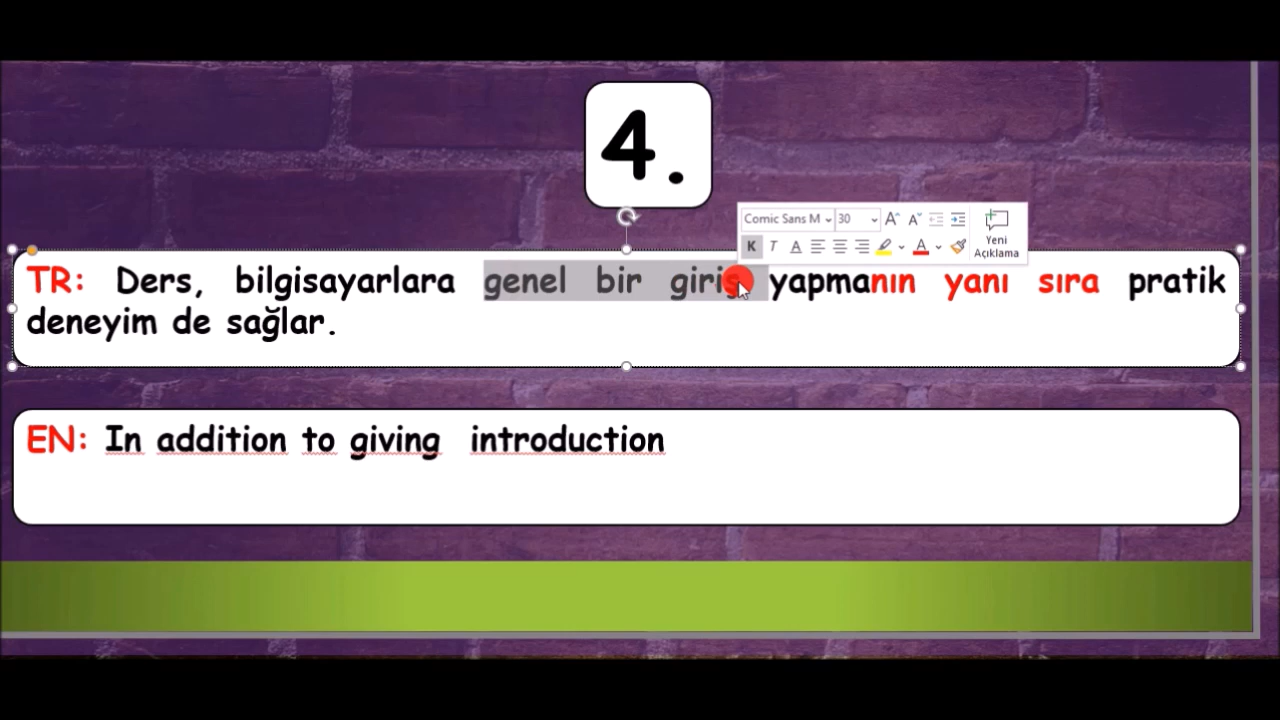 4.
Comic Sans M 30 A A
K T A A Yeni
Açıklama
TR: Ders, bilgisayarlara genel bir giriş yapmanın yanı sıra pratik
deneyim de sağlar.
EN: In addition to giving introduction